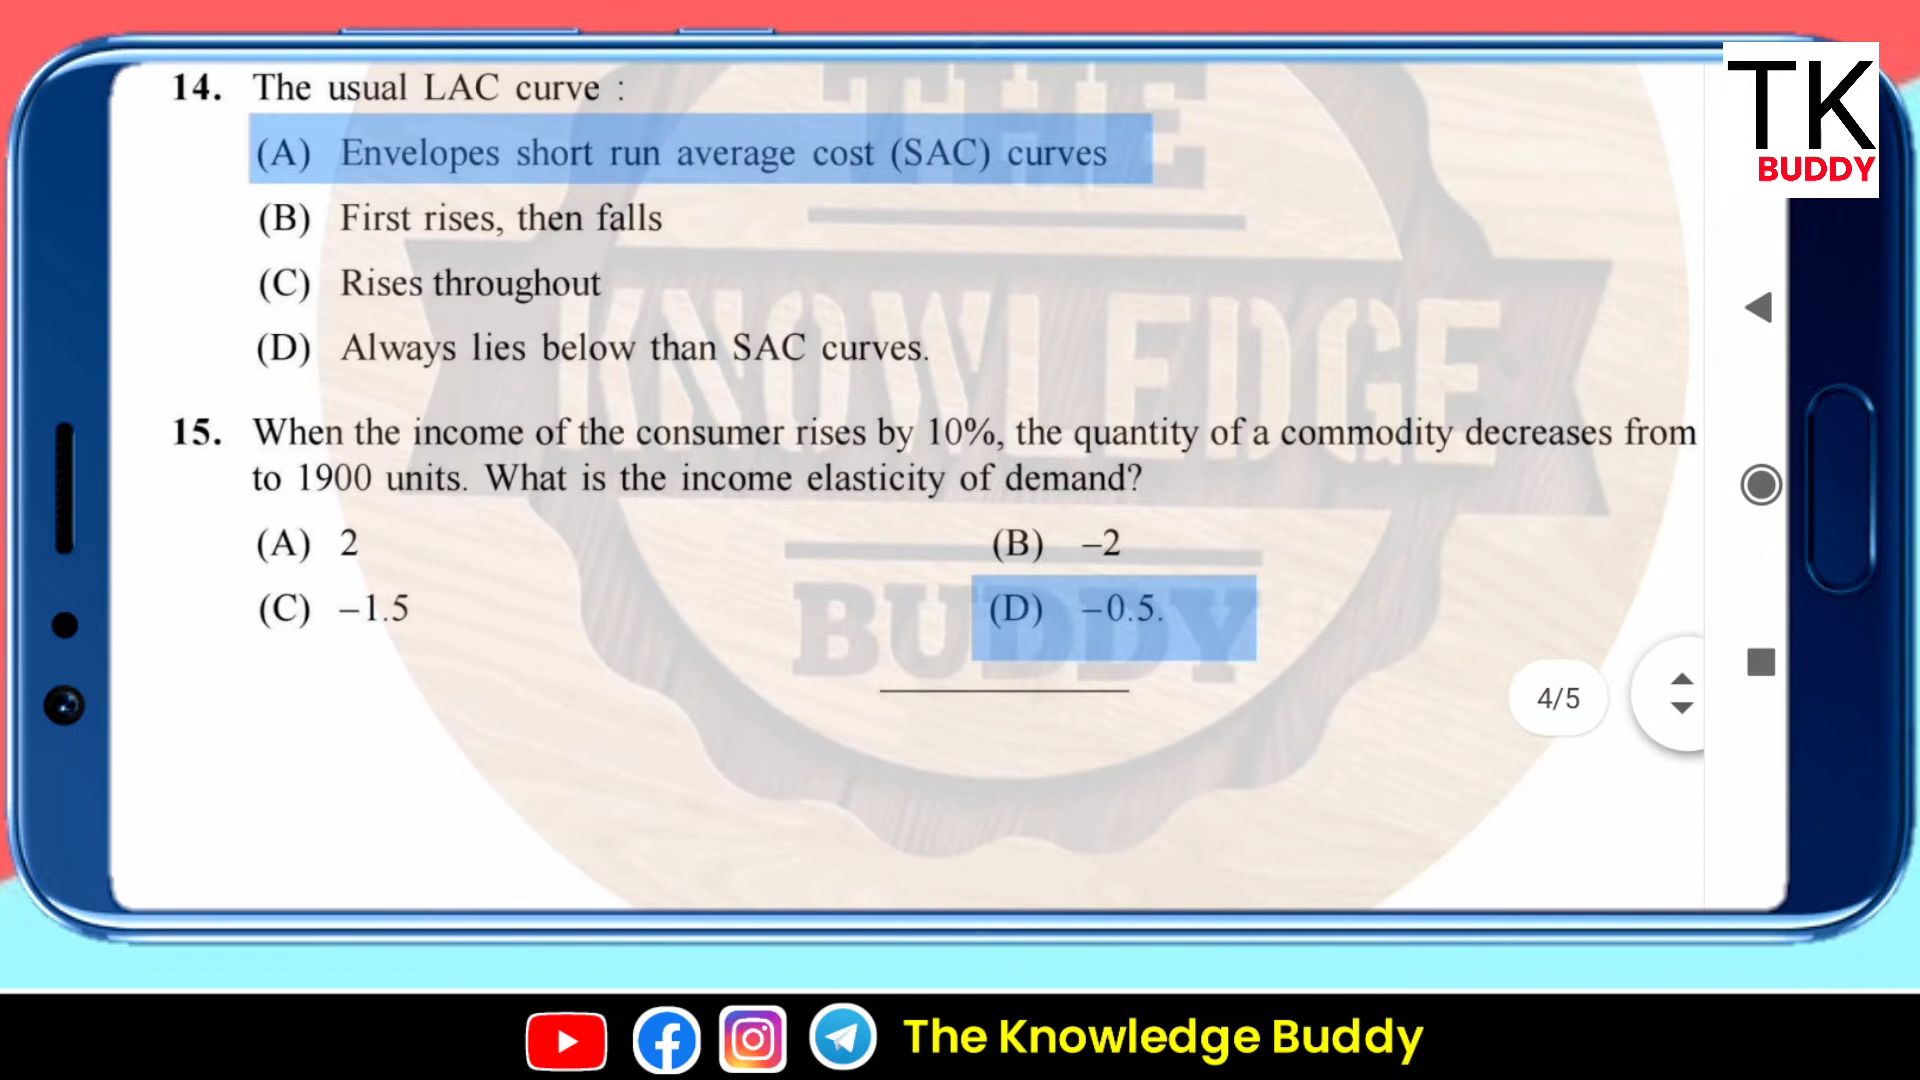 TK
BUDDY
14. The usual LAC curve :
(A) Envelopes short run average cost (SAC) curves
(B) First rises, then falls
(C) Rises throughout
(D) Always lies below than SAC curves.
15. When the income of the consumer rises by 10%, the quantity of a commodity decreases from
to 1900 units. What is the income elasticity of demand?
(A) 2 (B) –2
(C) –1.5 (D) –0.5.
THE
KNOWLEDGE
BUDDY
4/5
The Knowledge Buddy